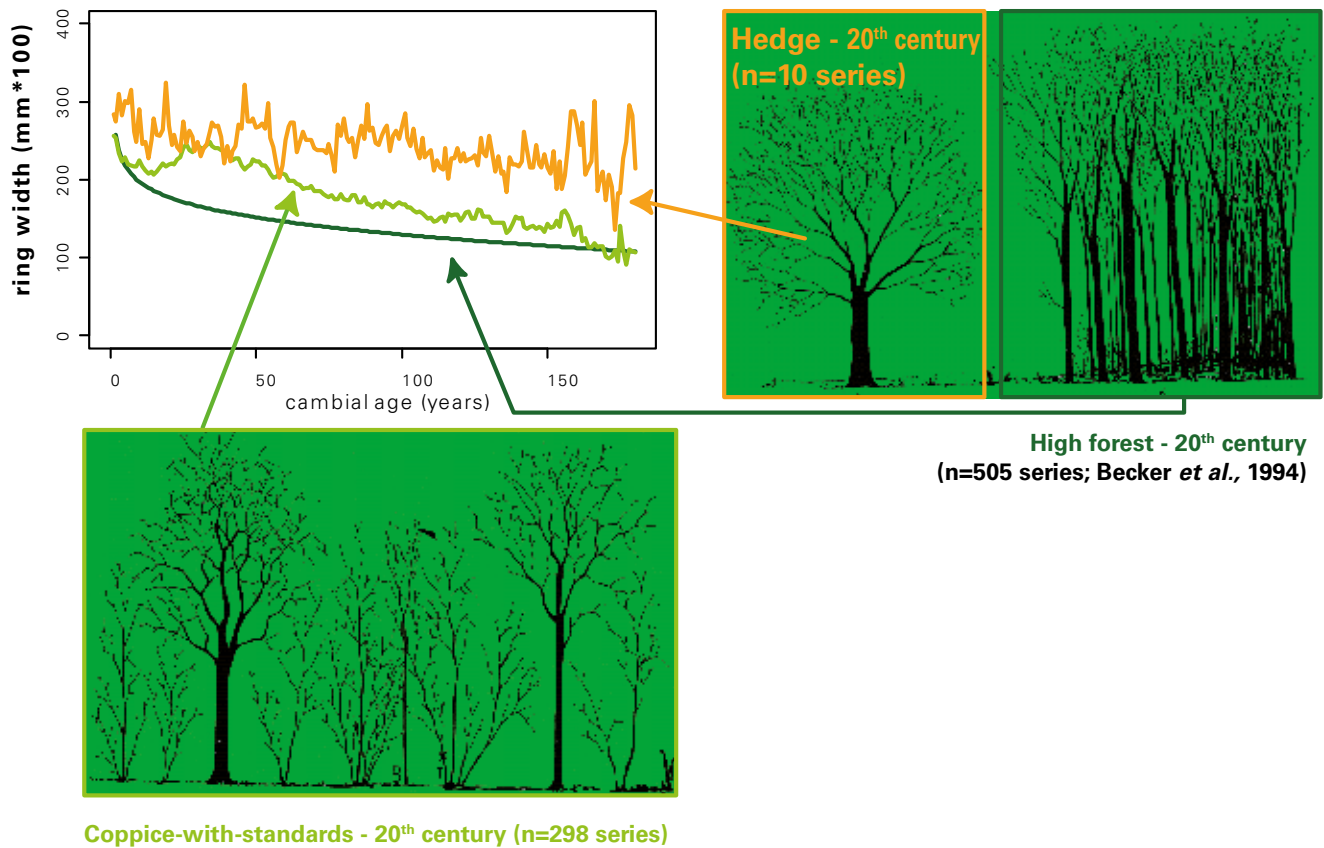 ring width (mm*100)
400
300
200
100
0
0 50 100 150
cambial age (years)
Hedge - 20th century
(n=10 series)
High forest - 20th century
(n=505 series; Becker et al., 1994)
Coppice-with-standards - 20th century (n=298 series)